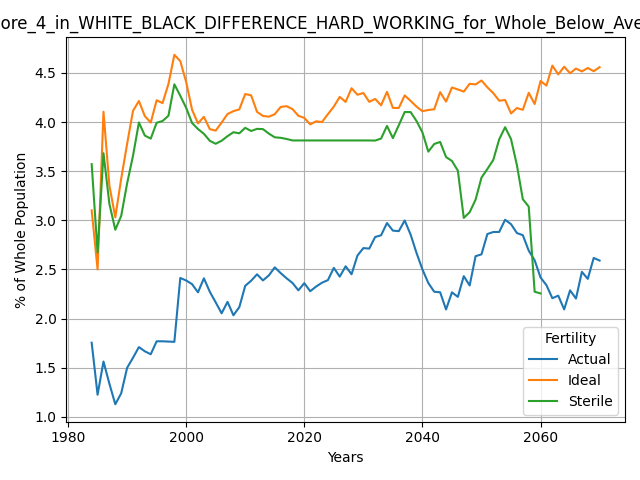 ore_4_in_WHITE_BLACK_DIFFERENCE_HARD_WORKING_for_Whole_Below_Ave
4.5
4.0
3.5
3.0
2.5
2.0
1.5
1.0
% of Whole Population
1980
2000
2020
2040
2060
Years
Fertility
Actual
Ideal
Sterile